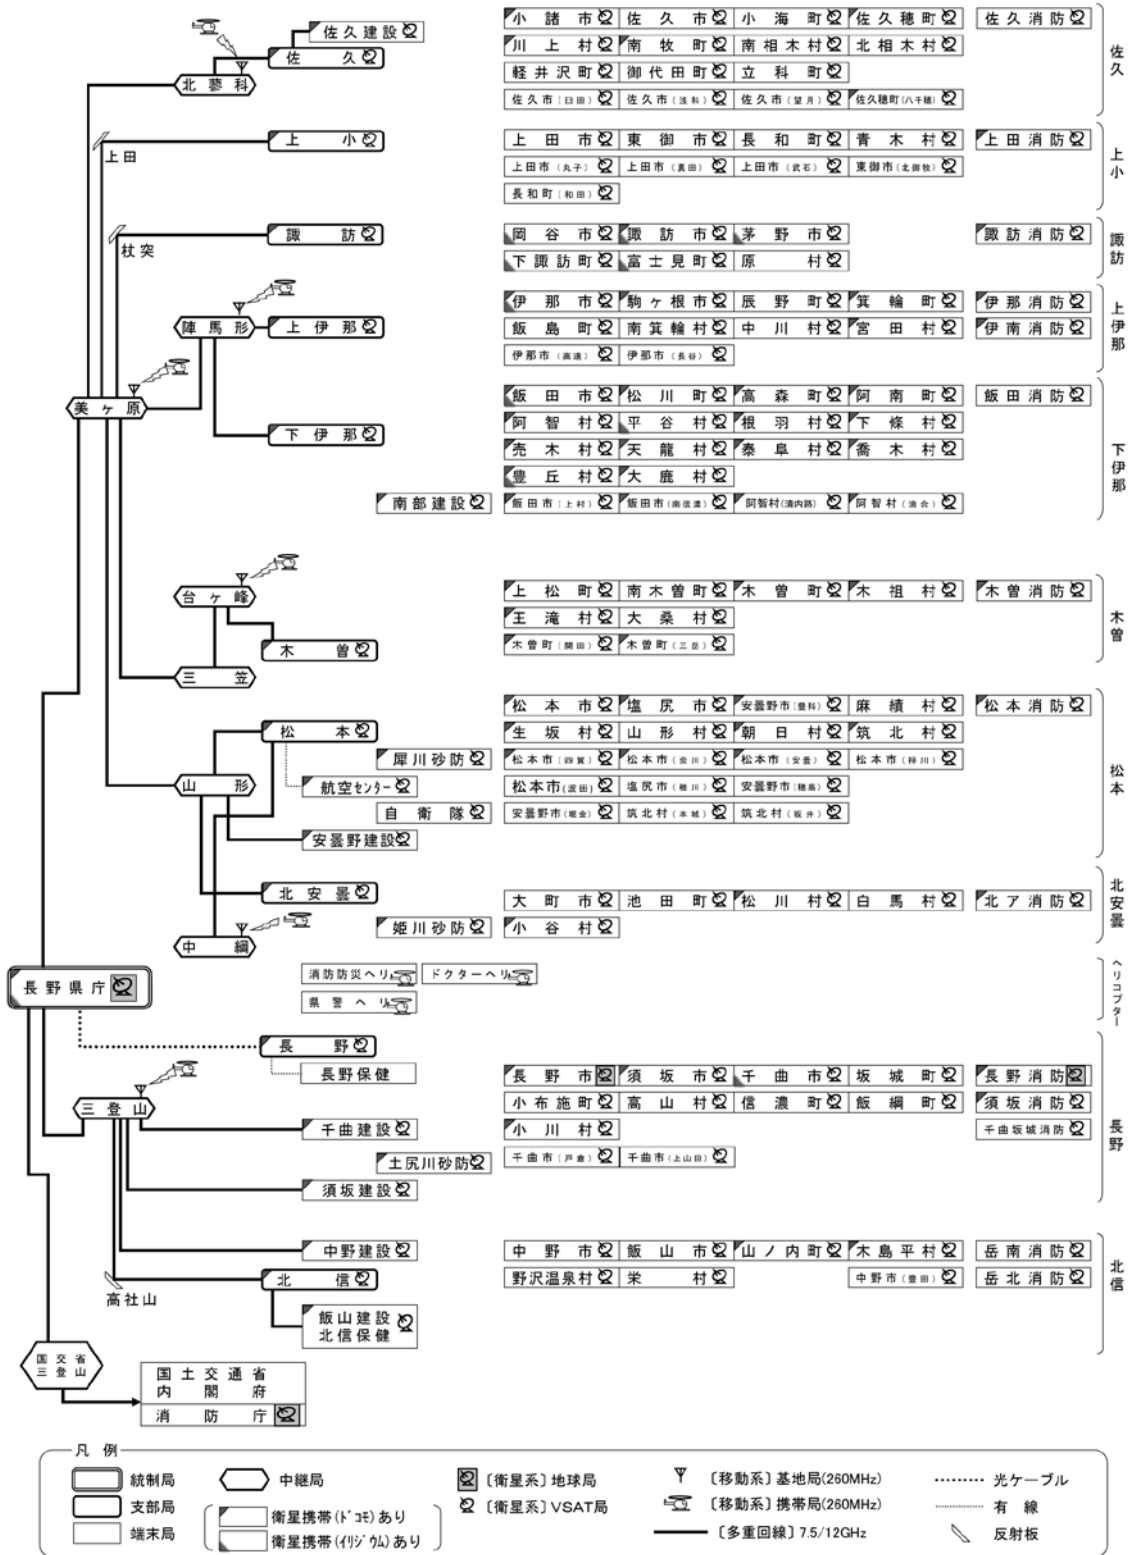 佐久建設
佐久
北蓼科
小諸市 佐久市 小海町 佐久穂町 佐久消防
川上村 南牧町 南相木村 北相木村
軽井沢町 御代田町 立科町
佐久市(臼田) 佐久市(浅科) 佐久市(望月) 佐久穂町(八千穂)
佐久
上田
上小
上田市 東御市 長和町 青木村 上田消防
上田市(丸子) 上田市(真田) 上田市(武石) 東御市(北御牧)
長和町(和田)
上小
杖突
諏訪
岡谷市 諏訪市 茅野市 諏訪消防
下諏訪町 富士見町 原村
諏訪
陣馬形
上伊那
伊那市 駒ヶ根市 辰野町 箕輪町 伊那消防
飯島町 南箕輪村 中川村 宮田村 伊南消防
伊那市(高遠) 伊那市(長谷)
上伊那
美ヶ原
下伊那
飯田市 松川町 高森町 阿南町 飯田消防
阿智村 平谷村 根羽村 下條村
売木村 天龍村 泰阜村 喬木村
豊丘村 大鹿村
南部建設 飯田市(上村) 飯田市(南信濃) 阿智村(清内路) 阿智村(浪合)
下伊那
台ヶ峰
木曽
三笠
上松町 南木曽町 木曽町 木祖村 木曽消防
王滝村 大桑村
木曽町(開田) 木曽町(三岳)
木曽
松本
山形
松本市 塩尻市 安曇野市(豊科) 麻績村 松本消防
生坂村 山形村 朝日村 筑北村
犀川砂防 松本市(四賀) 松本市(奈川) 松本市(安曇) 松本市(梓川)
航空センター 松本市(波田) 塩尻市(楢川) 安曇野市(穂高)
自衛隊 安曇野市(堀金) 筑北村(本城) 筑北村(坂井)
安曇野建設
松本
北安曇
大町市 池田町 松川村 白馬村 北ア消防
姫川砂防 小谷村
中綱
北安曇
長野県庁
消防防災ヘリ ドクターヘリ
県警ヘリ
ヘリコプター
長野
長野保健
三登山
長野市 須坂市 千曲市 坂城町 長野消防
小布施町 高山村 信濃町 飯綱町 須坂消防
千曲建設 小川村 千曲坂城消防
土尻川砂防 千曲市(戸倉) 千曲市(上山田)
須坂建設
長野
中野建設 中野市 飯山市 山ノ内町 木島平村 岳南消防
北信 野沢温泉村 栄村 中野市(豊田) 岳北消防
高社山
飯山建設
北信保健
北信
国交省
三登山
国土交通省
内閣府
消防庁
凡例
統制局 中継局 〔衛星系〕地球局 〔移動系〕基地局(260MHz) 光ケーブル
支部局 衛星携帯(ドコモ)あり 〔衛星系〕VSAT局 〔移動系〕携帯局(260MHz) 有線
端末局 衛星携帯(イリジウム)あり 〔多重回線〕7.5/12GHz 反射板